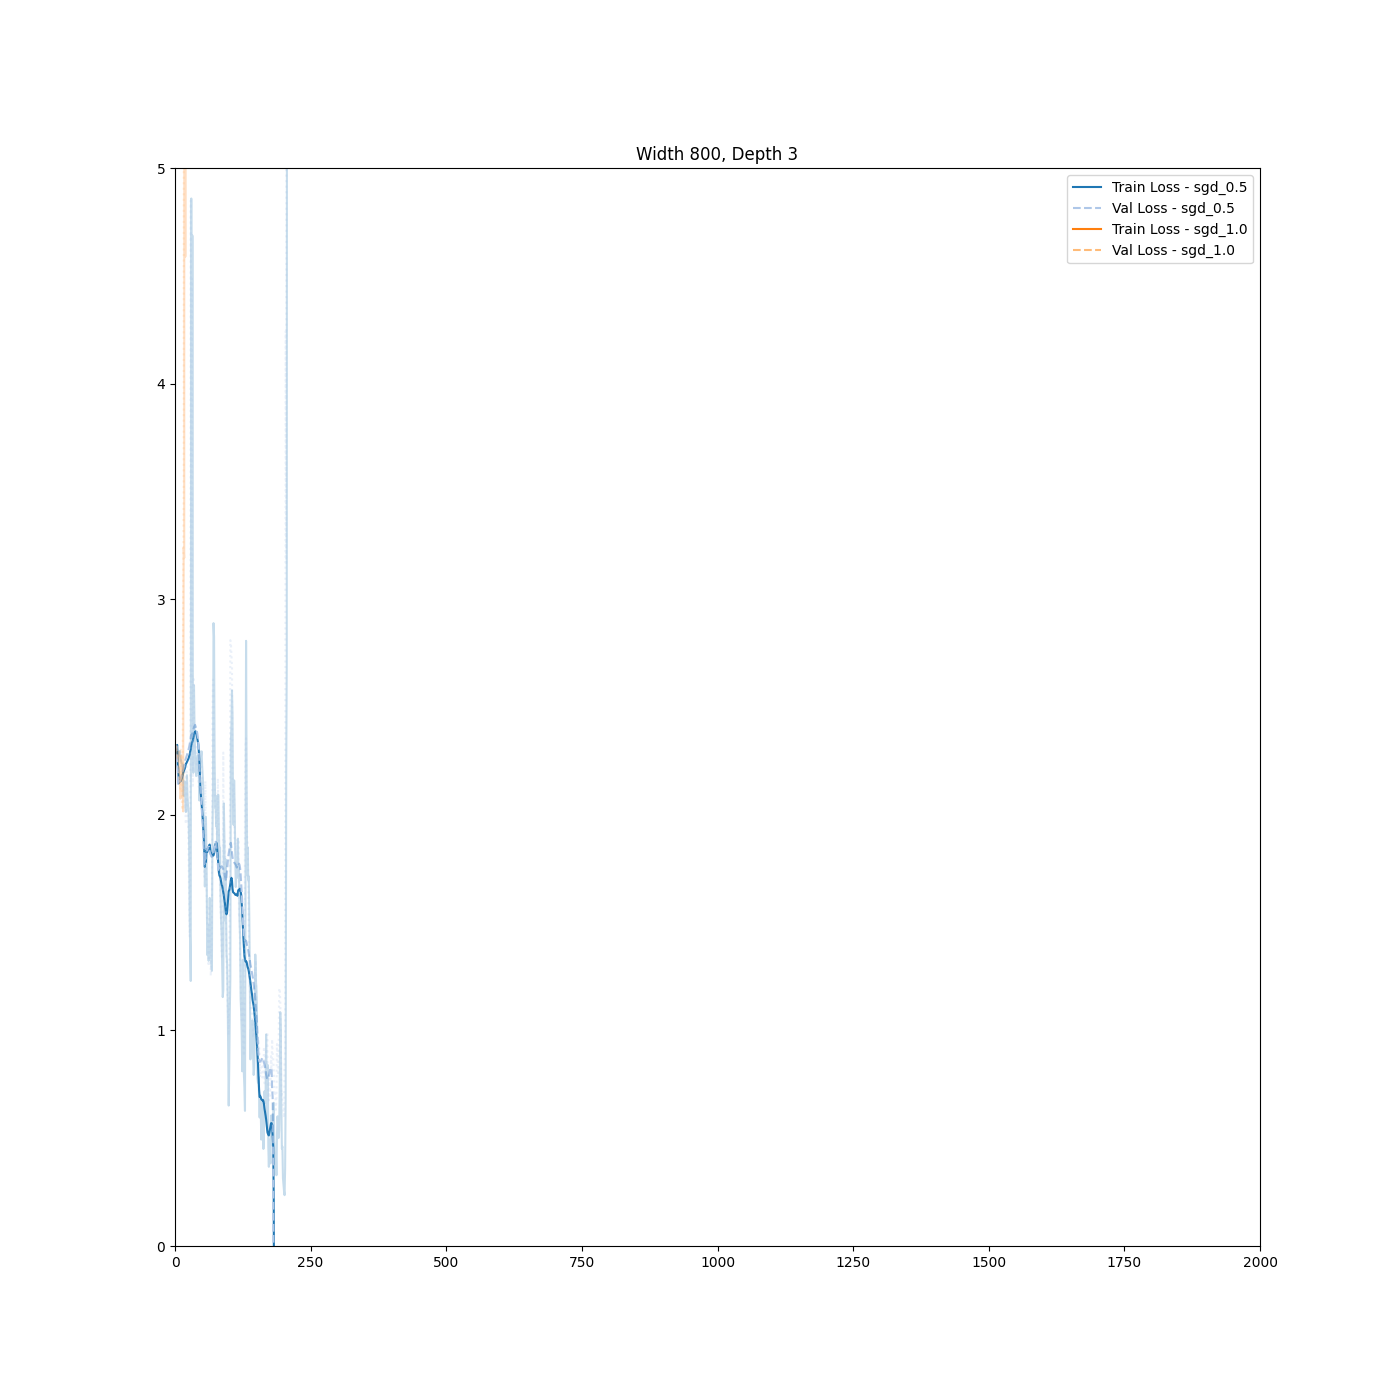 Width 800, Depth 3
Train Loss - sgd_0.5
Val Loss - sgd_0.5
Train Loss - sgd_1.0
Val Loss - sgd_1.0
5
4
3
2
1
0
0 250 500 750 1000 1250 1500 1750 2000